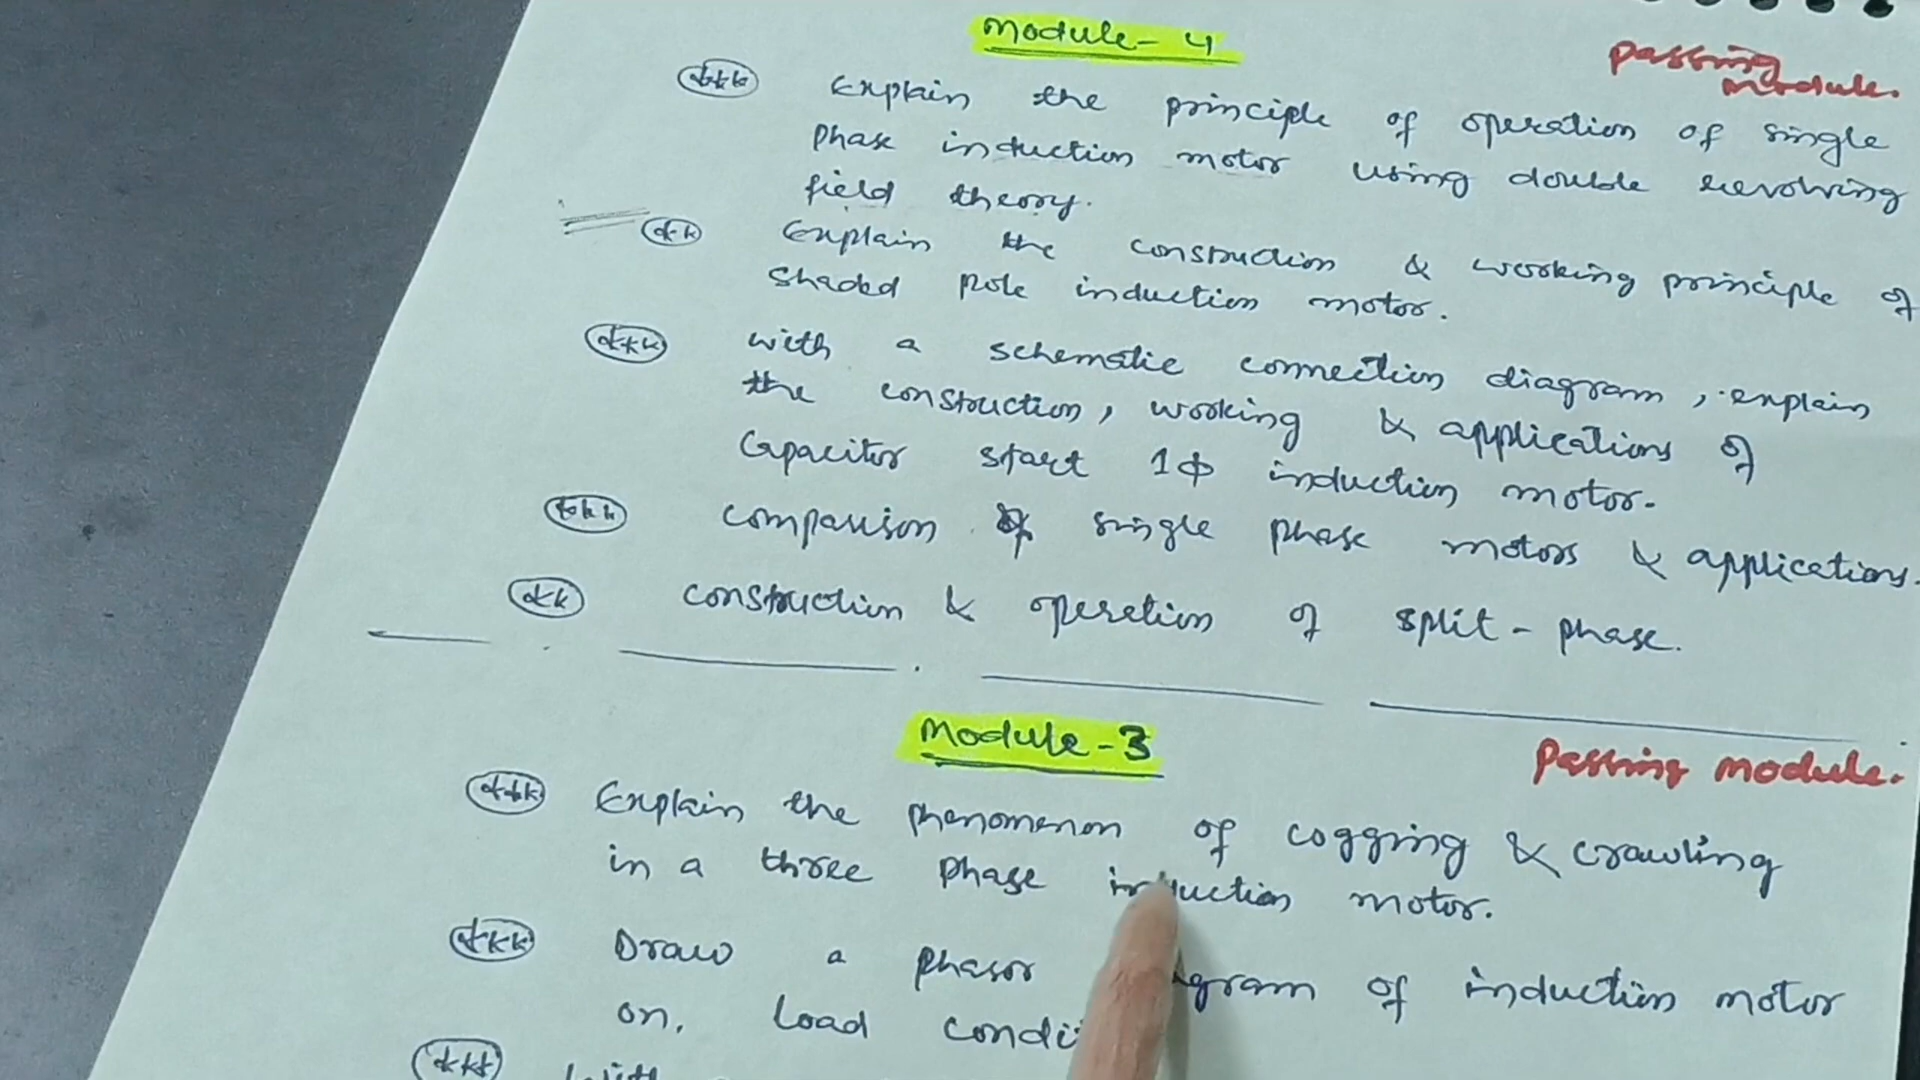 Module - 4
Passing
Module.
*** Explain the principle of operation of single
phase induction motor using double revolving
field theory.
** Explain the construction & working principle of
shaded pole induction motor.
*** with a schematic connection diagram, explain
the construction, working & applications of
Capacitor start 1φ induction motor.
*** comparison of single phase motors & applications.
** construction & operation of split - phase.
Module - 3
Passing Module.
*** Explain the phenomenon of cogging & crawling
in a three phase induction motor.
*** Draw a phasor gram of induction motor
on, load condi
*** With